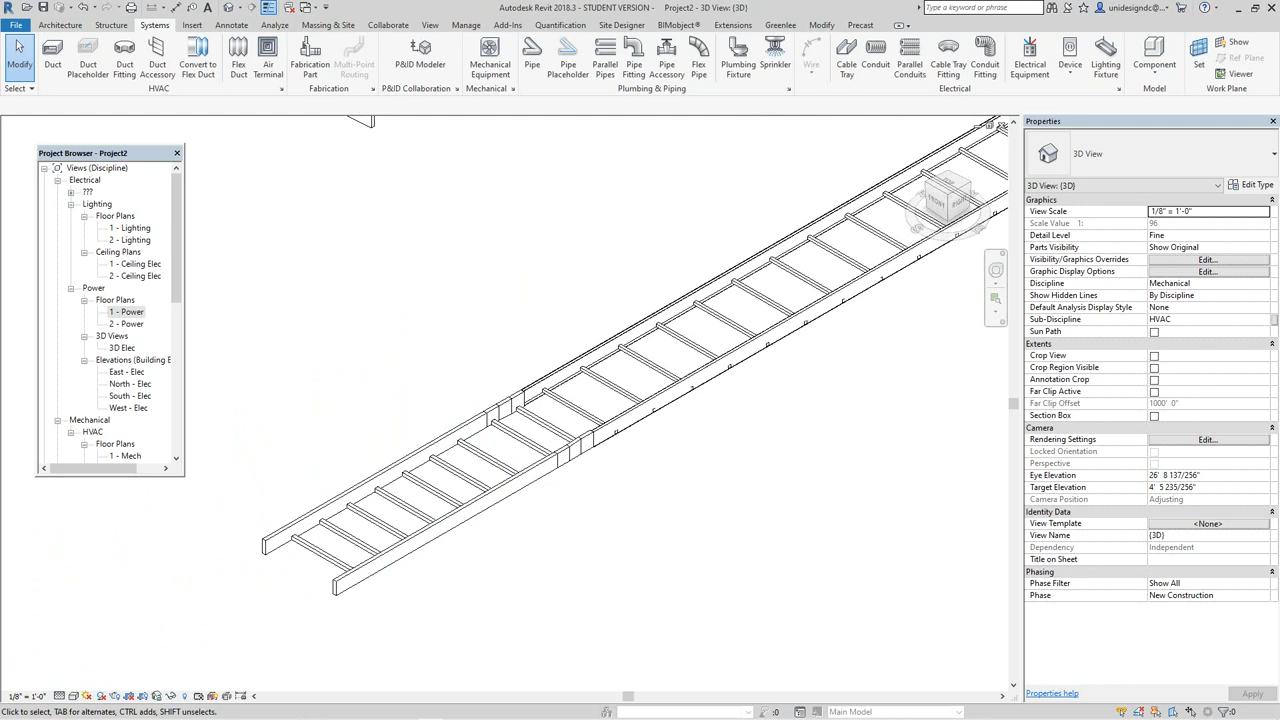 Autodesk Revit 2018.3 - STUDENT VERSION - Project2 - 3D View: {3D}
Type a keyword or phrase
unidesigndc@...
File Architecture Structure Systems Insert Annotate Analyze Massing & Site Collaborate View Manage Add-Ins Quantification Site Designer BIMobject® Extensions Greenlee Modify Precast
Modify
Duct
Duct Placeholder
Duct Fitting
Duct Accessory
Convert to Flex Duct
Flex Duct
Air Terminal
Fabrication Part
Multi-Point Routing
P&ID Modeler
Mechanical Equipment
Pipe
Pipe Placeholder
Parallel Pipes
Pipe Fitting
Pipe Accessory
Flex Pipe
Plumbing Fixture
Sprinkler
Wire
Cable Tray
Conduit
Parallel Conduits
Cable Tray Fitting
Conduit Fitting
Electrical Equipment
Device
Lighting Fixture
Component
Set
Show
Ref Plane
Viewer
Select HVAC Fabrication P&ID Collaboration Mechanical Plumbing & Piping Electrical Model Work Plane
Project Browser - Project2
Views (Discipline)
Electrical
???
Lighting
Floor Plans
1 - Lighting
2 - Lighting
Ceiling Plans
1 - Ceiling Elec
2 - Ceiling Elec
Power
Floor Plans
1 - Power
2 - Power
3D Views
3D Elec
Elevations (Building E
East - Elec
North - Elec
South - Elec
West - Elec
Mechanical
HVAC
Floor Plans
1 - Mech
FRONT RIGHT
Properties
3D View
3D View: {3D} Edit Type
Graphics
View Scale 1/8" = 1'-0"
Scale Value 1: 96
Detail Level Fine
Parts Visibility Show Original
Visibility/Graphics Overrides Edit...
Graphic Display Options Edit...
Discipline Mechanical
Show Hidden Lines By Discipline
Default Analysis Display Style None
Sub-Discipline HVAC
Sun Path
Extents
Crop View
Crop Region Visible
Annotation Crop
Far Clip Active
Far Clip Offset 1000' 0"
Section Box
Camera
Rendering Settings Edit...
Locked Orientation
Perspective
Eye Elevation 26' 8 137/256"
Target Elevation 4' 5 235/256"
Camera Position Adjusting
Identity Data
View Template <None>
View Name {3D}
Dependency Independent
Title on Sheet
Phasing
Phase Filter Show All
Phase New Construction
Properties help Apply
1/8" = 1'-0"
Click to select, TAB for alternates, CTRL adds, SHIFT unselects.
:0
Main Model
:0